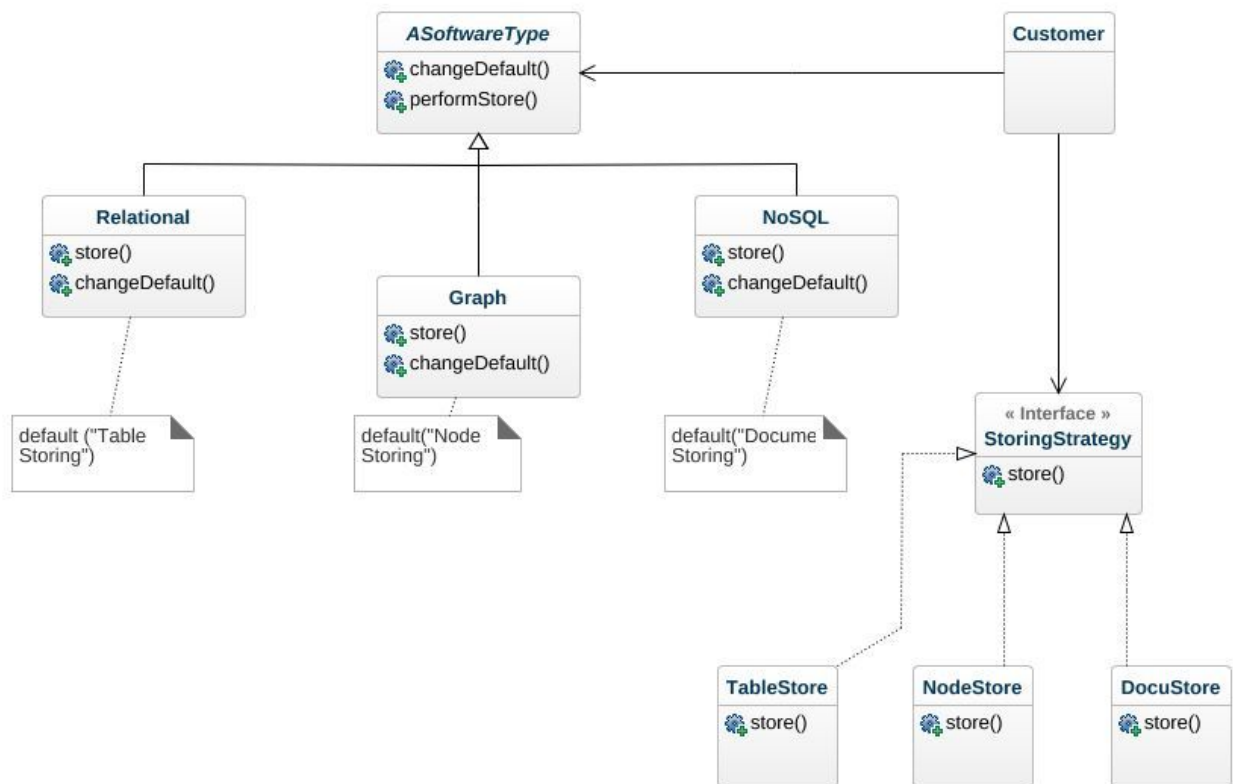 ASoftwareType
changeDefault()
performStore()
Customer
Relational
store()
changeDefault()
Graph
store()
changeDefault()
NoSQL
store()
changeDefault()
default ("Table
Storing")
default("Node
Storing")
default("Docume
Storing")
« Interface »
StoringStrategy
store()
TableStore
store()
NodeStore
store()
DocuStore
store()